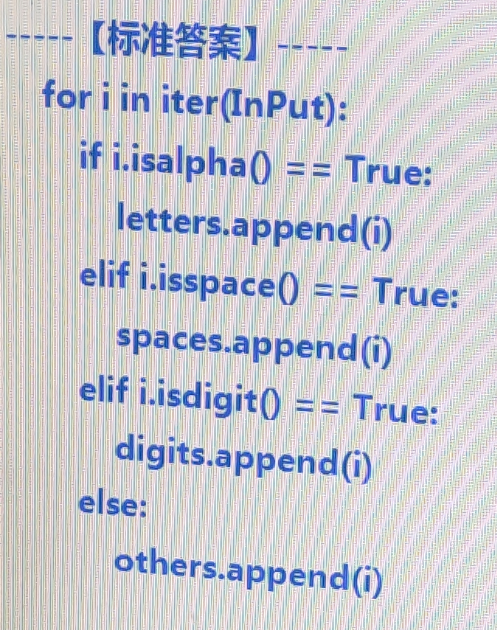 -----【标准答案】-----
for i in iter(InPut):
if i.isalpha() == True:
letters.append(i)
elif i.isspace() == True:
spaces.append(i)
elif i.isdigit() == True:
digits.append(i)
else:
others.append(i)